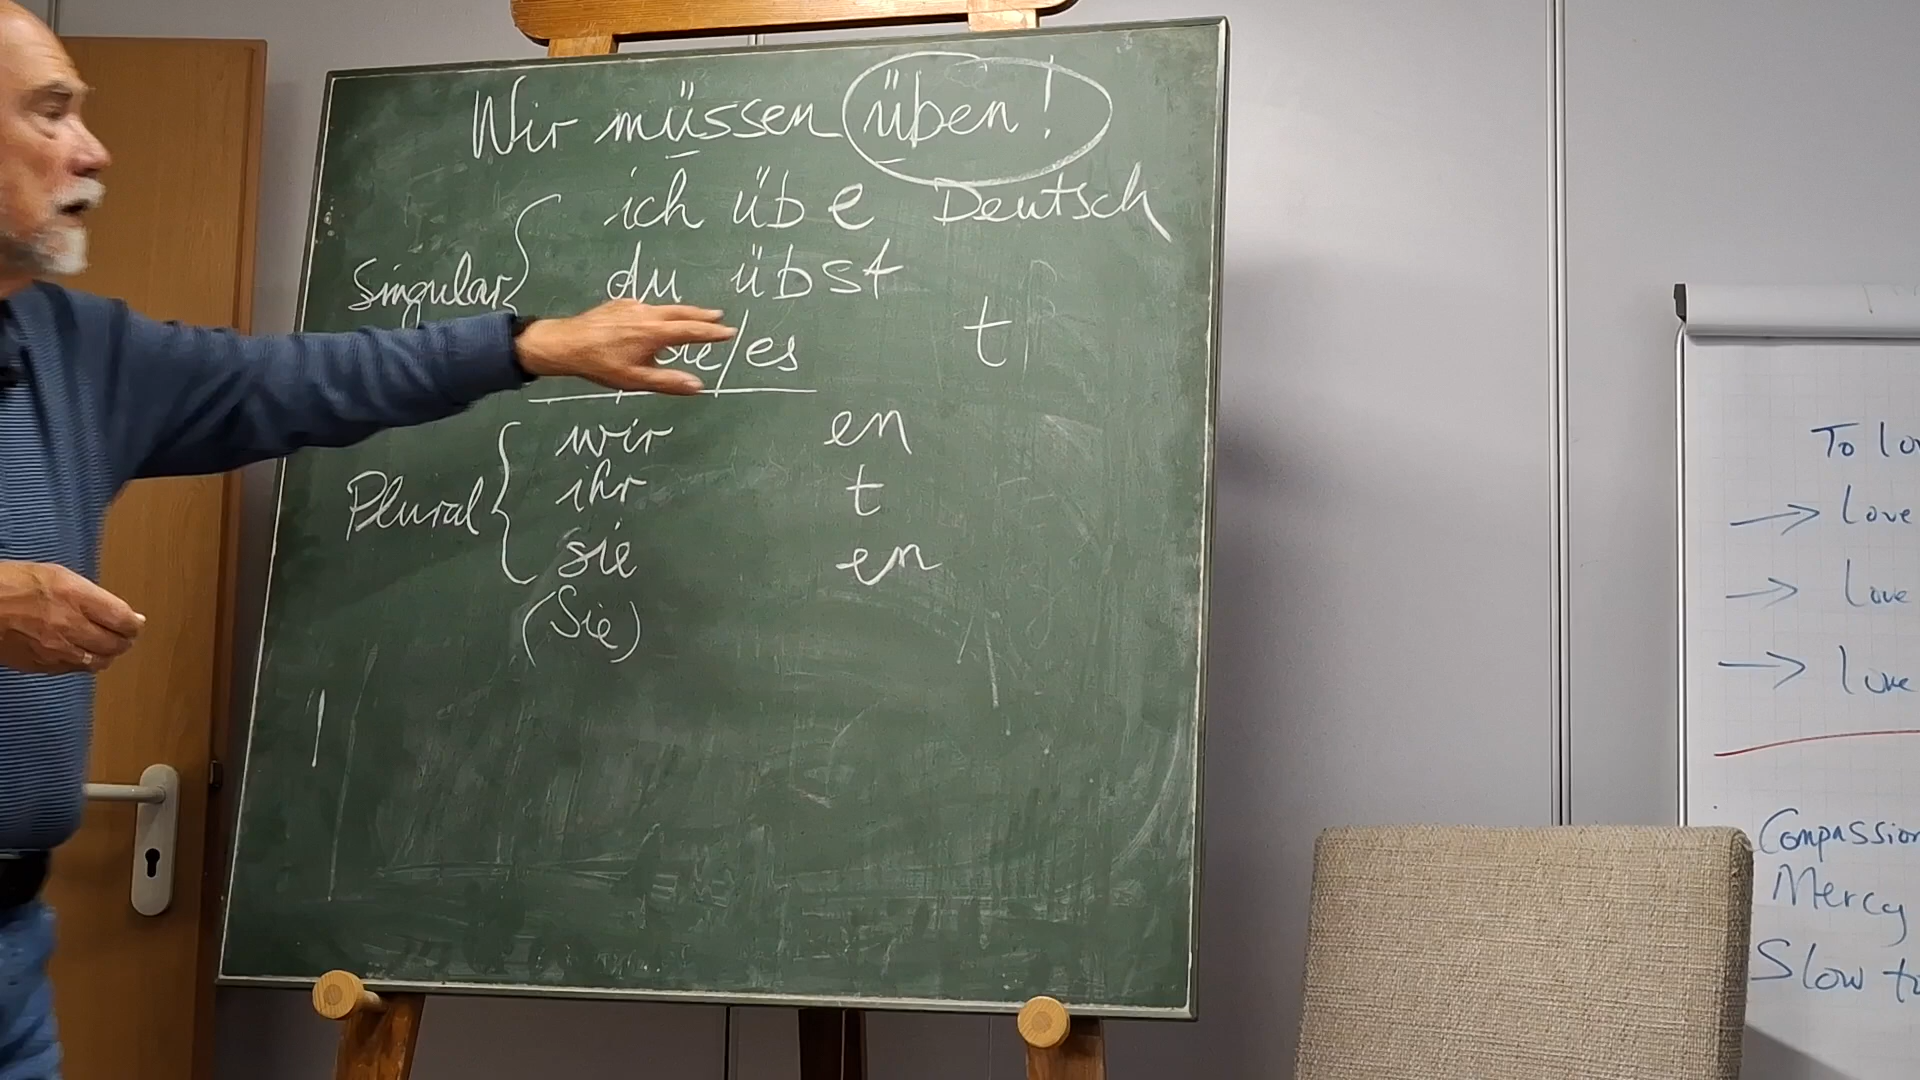 Wir müssen üben!
ich übe Deutsch
Singular
du übst
sie/es t
wir en
Plural
ihr t
sie en
(Sie)
To
→ Love
→ Love
→ Love
Compassion
Mercy
Slow